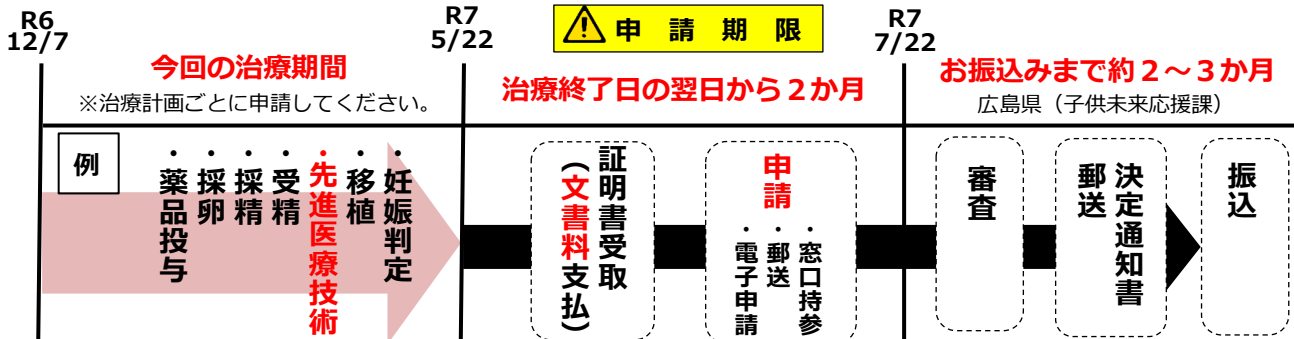 R6
12/7
R7
5/22
申請期限
R7
7/22
今回の治療期間
※治療計画ごとに申請してください。
治療終了日の翌日から２か月
お振込みまで約２～３か月
広島県（子供未来応援課）
例
・薬品投与
・採卵
・採精
・受精
・先進医療技術
・移植
・妊娠判定
証明書受取
（文書料支払）
申請
・窓口持参
・郵送
・電子申請
審査
決定通知書
郵送
振込